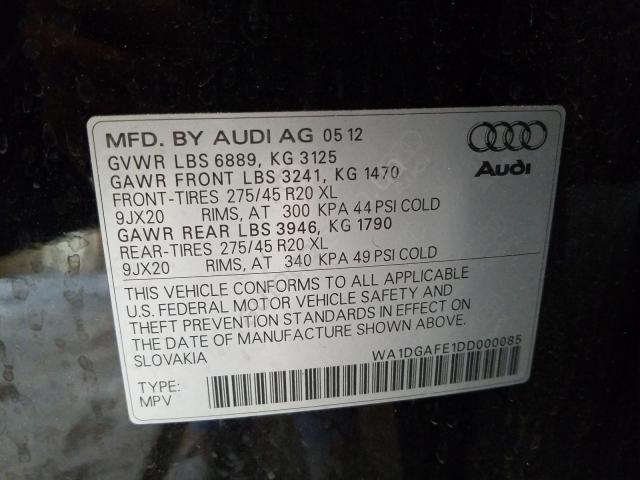 MFD. BY AUDI AG 05 12
GVWR LBS 6889, KG 3125
GAWR FRONT LBS 3241, KG 1470
FRONT-TIRES 275/45 R20 XL
9JX20 RIMS, AT 300 KPA 44 PSI COLD
GAWR REAR LBS 3946, KG 1790
REAR-TIRES 275/45 R20 XL
9JX20 RIMS, AT 340 KPA 49 PSI COLD
Audi
THIS VEHICLE CONFORMS TO ALL APPLICABLE
U.S. FEDERAL MOTOR VEHICLE SAFETY AND
THEFT PREVENTION STANDARDS IN EFFECT ON
THE DATE OF MANUFACTURE SHOWN ABOVE.
SLOVAKIA
WA1DGAFE1DD000085
TYPE:
MPV